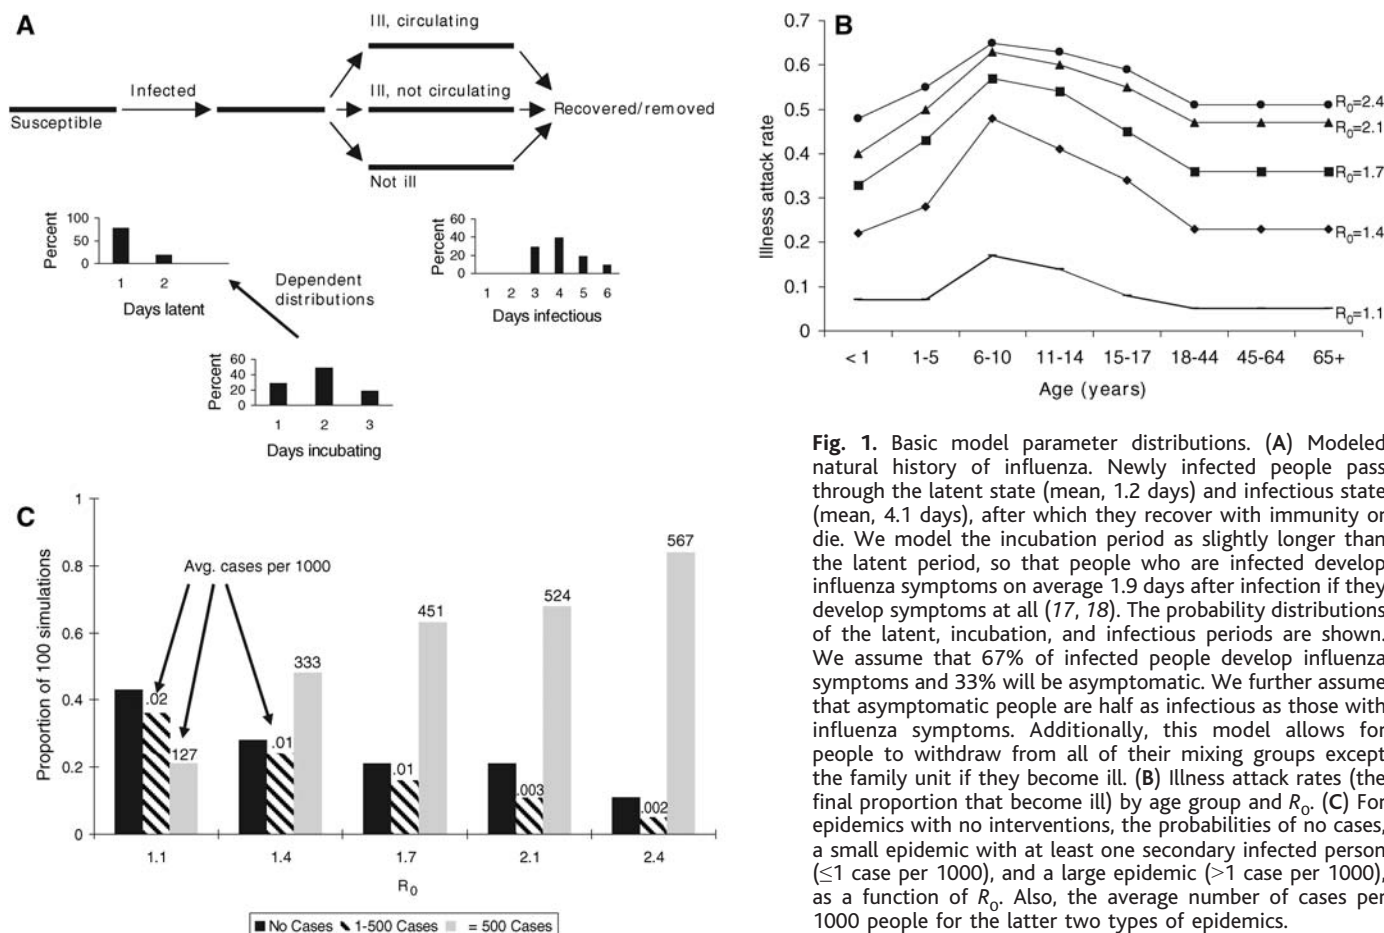 A
Ill, circulating
Infected
Ill, not circulating
Susceptible
Recovered/removed
Not ill
Percent
100
50
0
1 2
Days latent
Dependent
distributions
Percent
60
40
20
0
1 2 3 4 5 6
Days infectious
Percent
60
40
20
0
1 2 3
Days incubating
B
Illness attack rate
0.7
0.6
0.5
0.4
0.3
0.2
0.1
0
R0=2.4
R0=2.1
R0=1.7
R0=1.4
R0=1.1
< 1 1-5 6-10 11-14 15-17 18-44 45-64 65+
Age (years)
C
Proportion of 100 simulations
1
0.8
0.6
0.4
0.2
0
Avg. cases per 1000
.02
127
.01
333
.01
451
.003
524
.002
567
1.1 1.4 1.7 2.1 2.4
R0
No Cases 1-500 Cases = 500 Cases
Fig. 1. Basic model parameter distributions. (A) Modeled
natural history of influenza. Newly infected people pass
through the latent state (mean, 1.2 days) and infectious state
(mean, 4.1 days), after which they recover with immunity or
die. We model the incubation period as slightly longer than
the latent period, so that people who are infected develop
influenza symptoms on average 1.9 days after infection if they
develop symptoms at all (17, 18). The probability distributions
of the latent, incubation, and infectious periods are shown.
We assume that 67% of infected people develop influenza
symptoms and 33% will be asymptomatic. We further assume
that asymptomatic people are half as infectious as those with
influenza symptoms. Additionally, this model allows for
people to withdraw from all of their mixing groups except
the family unit if they become ill. (B) Illness attack rates (the
final proportion that become ill) by age group and R0. (C) For
epidemics with no interventions, the probabilities of no cases,
a small epidemic with at least one secondary infected person
(≤1 case per 1000), and a large epidemic (>1 case per 1000),
as a function of R0. Also, the average number of cases per
1000 people for the latter two types of epidemics.